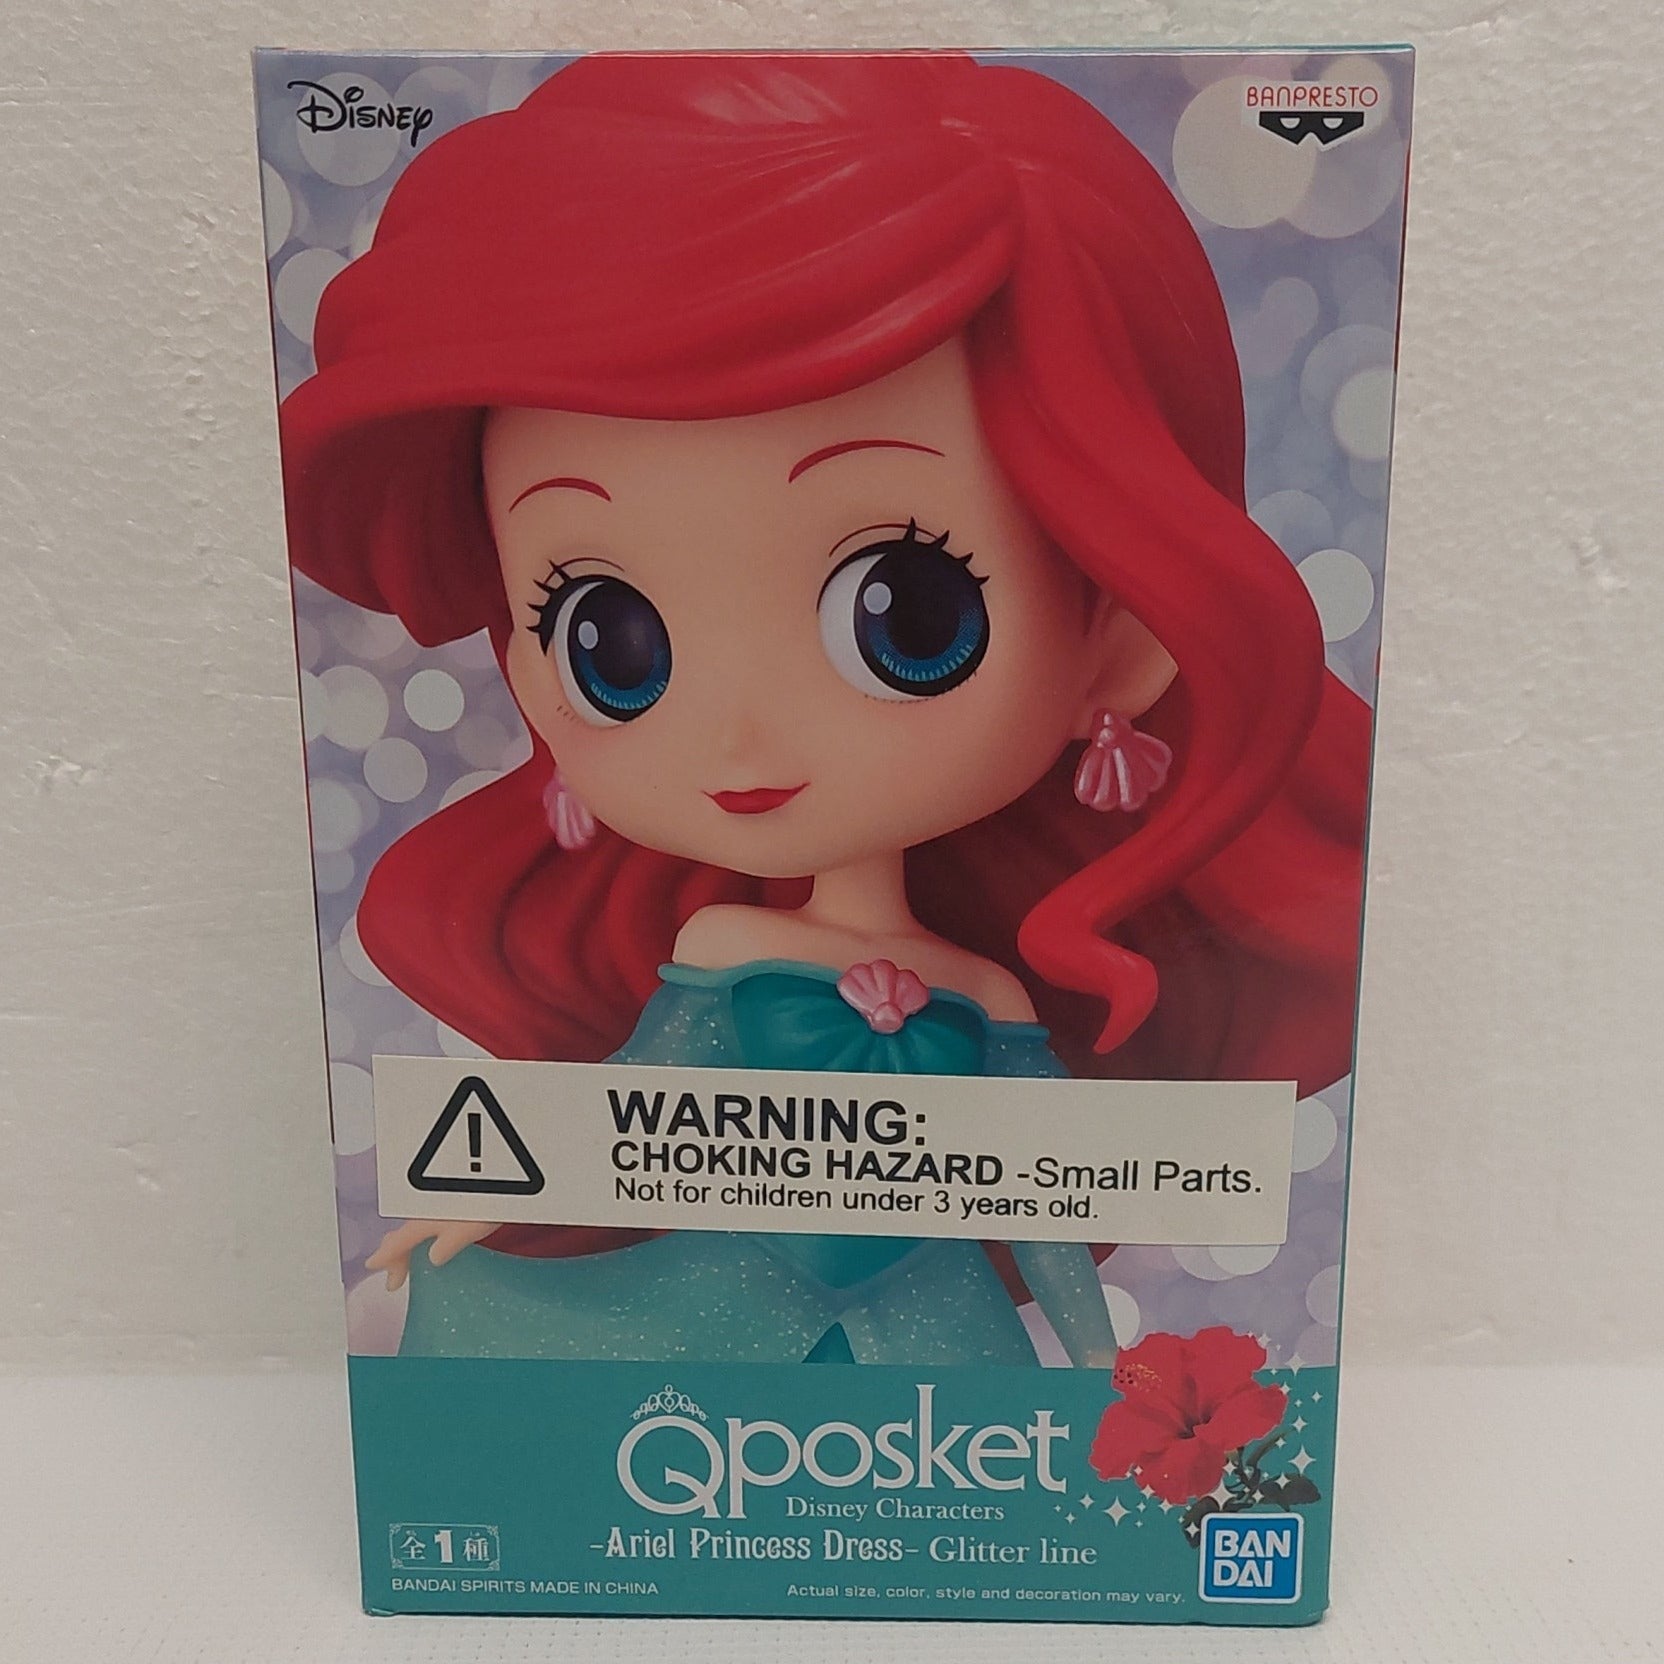 Disney
BANPRESTO
WARNING:
CHOKING HAZARD -Small Parts.
Not for children under 3 years old.
Qposket
Disney Characters
-Ariel Princess Dress- Glitter line
全1種
BANDAI SPIRITS MADE IN CHINA
Actual size, color, style and decoration may vary.
BAN
DAI